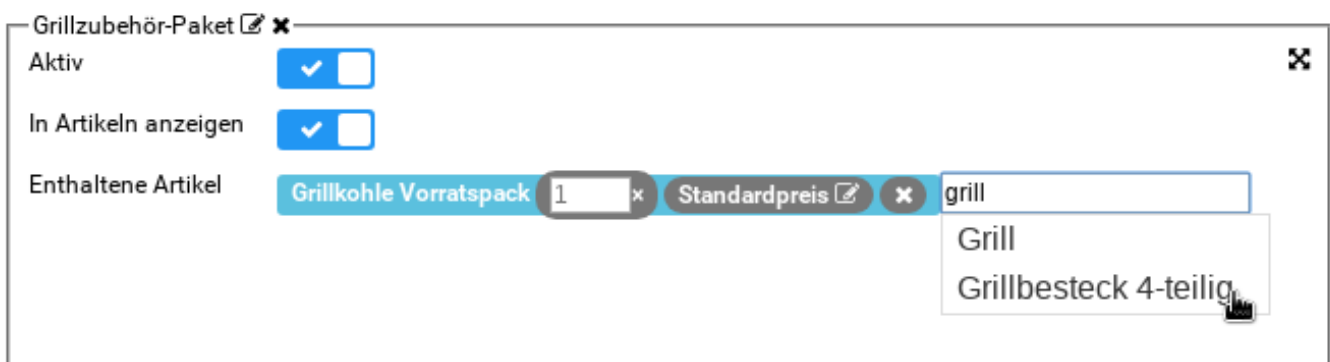 Grillzubehör-Paket
Aktiv
In Artikeln anzeigen
Enthaltene Artikel Grillkohle Vorratspack 1 × Standardpreis grill
Grill
Grillbesteck 4-teilig